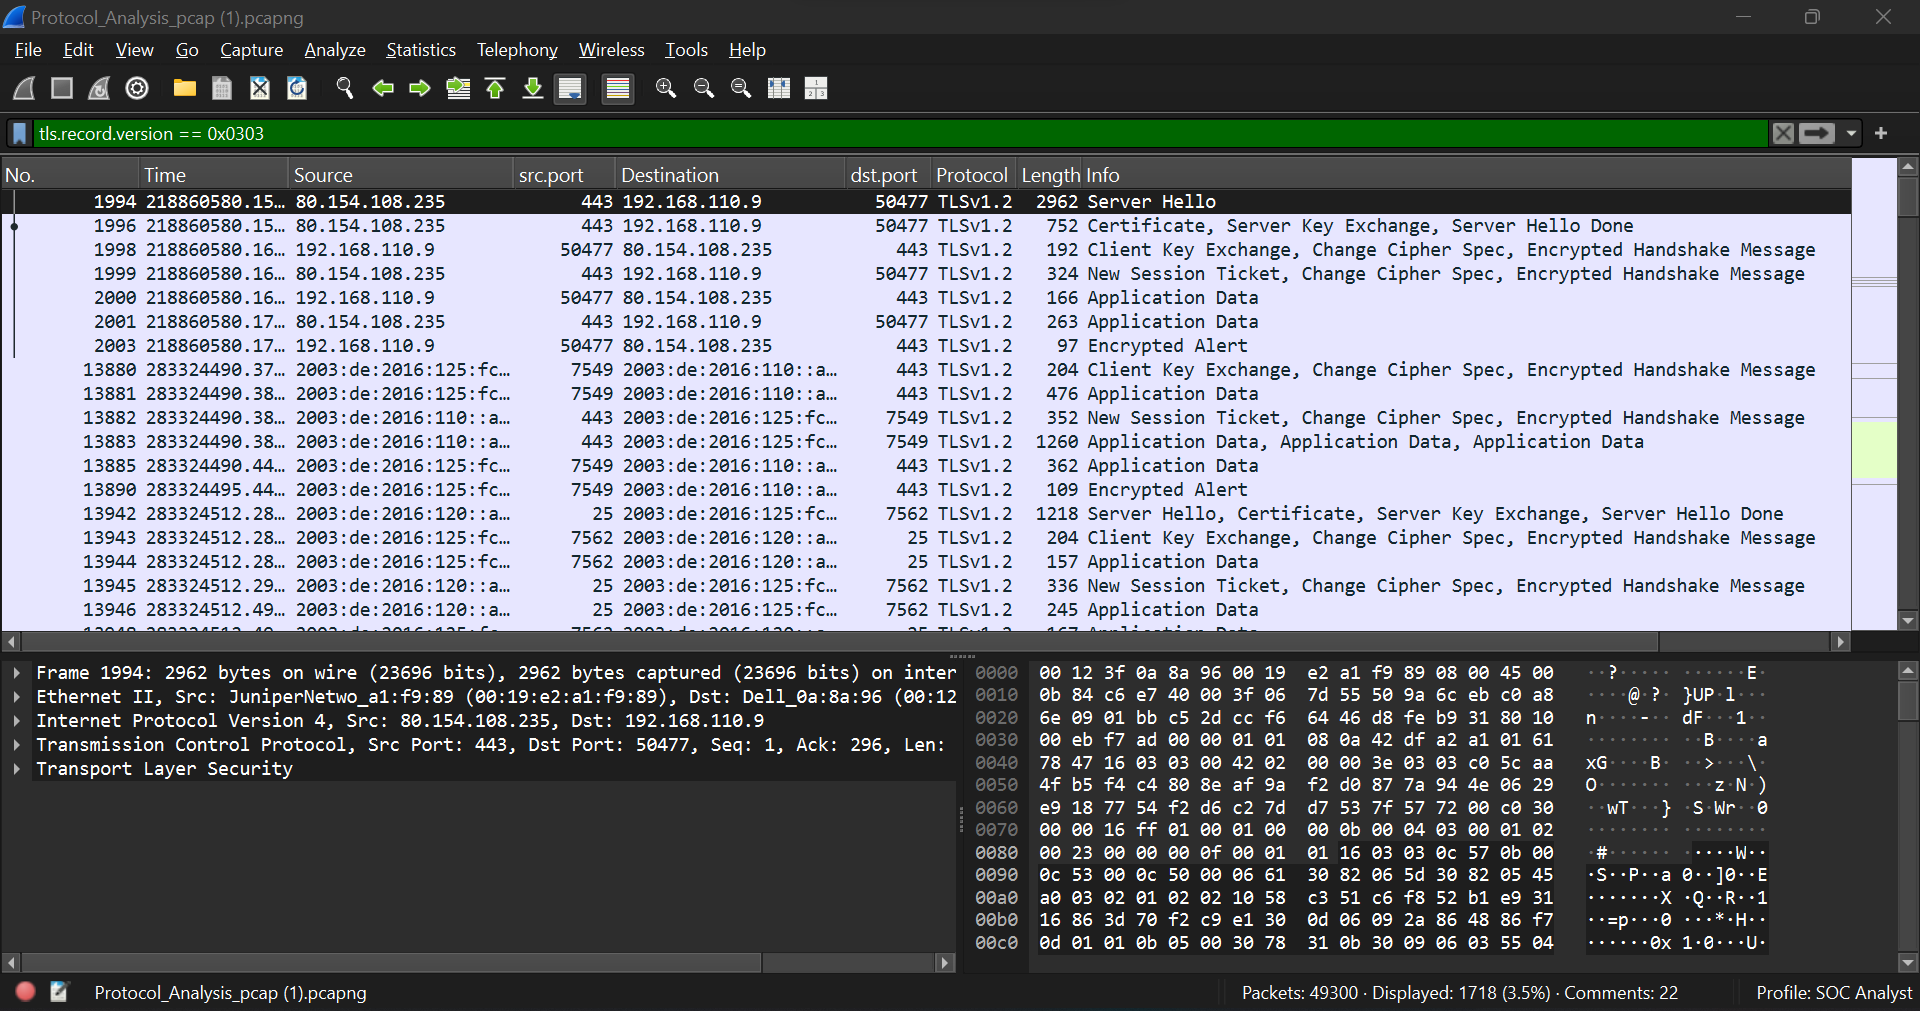 Protocol_Analysis_pcap (1).pcapng
File Edit View Go Capture Analyze Statistics Telephony Wireless Tools Help
tls.record.version == 0x0303
No. Time Source src.port Destination dst.port Protocol Length Info
1994 218860580.15… 80.154.108.235 443 192.168.110.9 50477 TLSv1.2 2962 Server Hello
1996 218860580.15… 80.154.108.235 443 192.168.110.9 50477 TLSv1.2 752 Certificate, Server Key Exchange, Server Hello Done
1998 218860580.16… 192.168.110.9 50477 80.154.108.235 443 TLSv1.2 192 Client Key Exchange, Change Cipher Spec, Encrypted Handshake Message
1999 218860580.16… 80.154.108.235 443 192.168.110.9 50477 TLSv1.2 324 New Session Ticket, Change Cipher Spec, Encrypted Handshake Message
2000 218860580.16… 192.168.110.9 50477 80.154.108.235 443 TLSv1.2 166 Application Data
2001 218860580.17… 80.154.108.235 443 192.168.110.9 50477 TLSv1.2 263 Application Data
2003 218860580.17… 192.168.110.9 50477 80.154.108.235 443 TLSv1.2 97 Encrypted Alert
13880 283324490.37… 2003:de:2016:125:fc… 7549 2003:de:2016:110::a… 443 TLSv1.2 204 Client Key Exchange, Change Cipher Spec, Encrypted Handshake Message
13881 283324490.38… 2003:de:2016:125:fc… 7549 2003:de:2016:110::a… 443 TLSv1.2 476 Application Data
13882 283324490.38… 2003:de:2016:110::a… 443 2003:de:2016:125:fc… 7549 TLSv1.2 352 New Session Ticket, Change Cipher Spec, Encrypted Handshake Message
13883 283324490.38… 2003:de:2016:110::a… 443 2003:de:2016:125:fc… 7549 TLSv1.2 1260 Application Data, Application Data, Application Data
13885 283324490.44… 2003:de:2016:125:fc… 7549 2003:de:2016:110::a… 443 TLSv1.2 362 Application Data
13890 283324495.44… 2003:de:2016:125:fc… 7549 2003:de:2016:110::a… 443 TLSv1.2 109 Encrypted Alert
13942 283324512.28… 2003:de:2016:120::a… 25 2003:de:2016:125:fc… 7562 TLSv1.2 1218 Server Hello, Certificate, Server Key Exchange, Server Hello Done
13943 283324512.28… 2003:de:2016:125:fc… 7562 2003:de:2016:120::a… 25 TLSv1.2 204 Client Key Exchange, Change Cipher Spec, Encrypted Handshake Message
13944 283324512.28… 2003:de:2016:125:fc… 7562 2003:de:2016:120::a… 25 TLSv1.2 157 Application Data
13945 283324512.29… 2003:de:2016:120::a… 25 2003:de:2016:125:fc… 7562 TLSv1.2 336 New Session Ticket, Change Cipher Spec, Encrypted Handshake Message
13946 283324512.49… 2003:de:2016:120::a… 25 2003:de:2016:125:fc… 7562 TLSv1.2 245 Application Data
Frame 1994: 2962 bytes on wire (23696 bits), 2962 bytes captured (23696 bits) on inter
Ethernet II, Src: JuniperNetwo_a1:f9:89 (00:19:e2:a1:f9:89), Dst: Dell_0a:8a:96 (00:12
Internet Protocol Version 4, Src: 80.154.108.235, Dst: 192.168.110.9
Transmission Control Protocol, Src Port: 443, Dst Port: 50477, Seq: 1, Ack: 296, Len:
Transport Layer Security
0000 00 12 3f 0a 8a 96 00 19 e2 a1 f9 89 08 00 45 00 ··?····· ······E·
0010 0b 84 c6 e7 40 00 3f 06 7d 55 50 9a 6c eb c0 a8 ····@·?· }UP·l···
0020 6e 09 01 bb c5 2d cc f6 64 46 d8 fe b9 31 80 10 n····-·· dF···1··
0030 00 eb f7 ad 00 00 01 01 08 0a 42 df a2 a1 01 61 ········ ··B····a
0040 78 47 16 03 03 00 42 02 00 00 3e 03 03 c0 5c aa xG····B· ··>···\·
0050 4f b5 f4 c4 80 8e af 9a f2 d0 87 7a 94 4e 06 29 O······· ···z·N·)
0060 e9 18 77 54 f2 d6 c2 7d d7 53 7f 57 72 00 c0 30 ··wT···} ·S·Wr··0
0070 00 00 16 ff 01 00 01 00 00 0b 00 04 03 00 01 02 ········ ········
0080 00 23 00 00 00 0f 00 01 01 16 03 03 0c 57 0b 00 ·#······ ·····W··
0090 0c 53 00 0c 50 00 06 61 30 82 06 5d 30 82 05 45 ·S··P··a 0··]0··E
00a0 a0 03 02 01 02 02 10 58 c3 51 c6 f8 52 b1 e9 31 ·······X ·Q··R··1
00b0 16 86 3d 70 f2 c9 e1 30 0d 06 09 2a 86 48 86 f7 ··=p···0 ···*·H··
00c0 0d 01 01 0b 05 00 30 78 31 0b 30 09 06 03 55 04 ······0x 1·0···U·
Protocol_Analysis_pcap (1).pcapng Packets: 49300 · Displayed: 1718 (3.5%) · Comments: 22 Profile: SOC Analyst